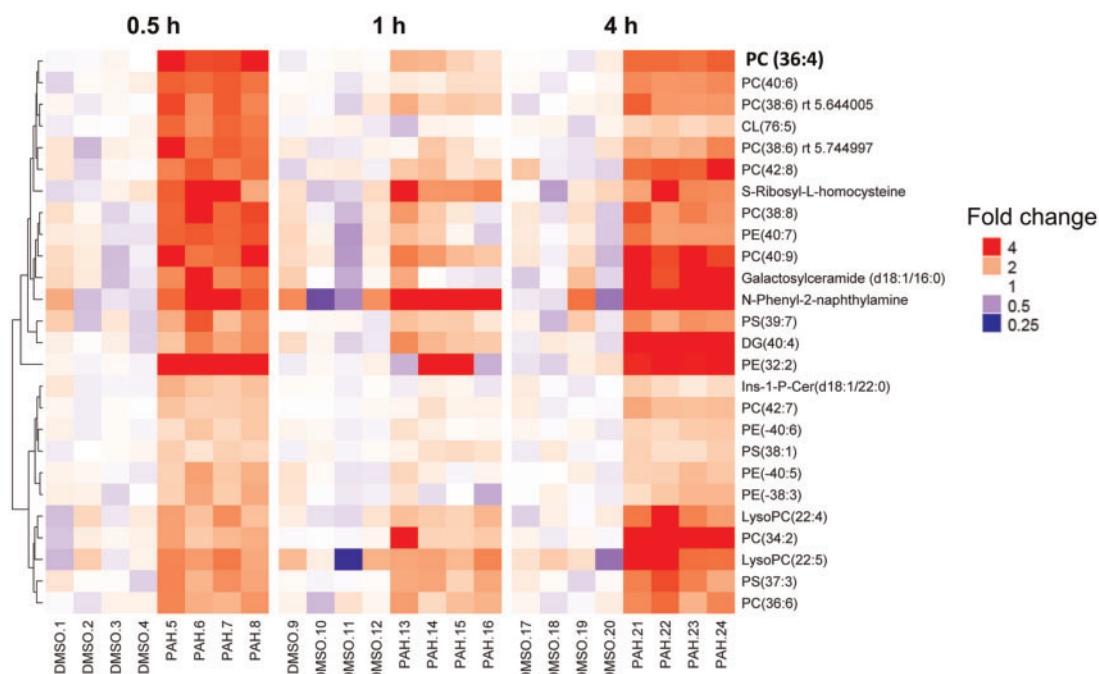 0.5 h 1 h 4 h
PC (36:4)
PC(40:6)
PC(38:6) rt 5.644005
CL(76:5)
PC(38:6) rt 5.744997
PC(42:8)
S-Ribosyl-L-homocysteine
PC(38:8)
PE(40:7)
PC(40:9)
Galactosylceramide (d18:1/16:0)
N-Phenyl-2-naphthylamine
PS(39:7)
DG(40:4)
PE(32:2)
Ins-1-P-Cer(d18:1/22:0)
PC(42:7)
PE(-40:6)
PS(38:1)
PE(-40:5)
PE(-38:3)
LysoPC(22:4)
PC(34:2)
LysoPC(22:5)
PS(37:3)
PC(36:6)
Fold change
4
2
1
0.5
0.25
DMSO.1
DMSO.2
DMSO.3
DMSO.4
PAH.5
PAH.6
PAH.7
PAH.8
DMSO.9
DMSO.10
DMSO.11
DMSO.12
PAH.13
PAH.14
PAH.15
PAH.16
DMSO.17
DMSO.18
DMSO.19
DMSO.20
PAH.21
PAH.22
PAH.23
PAH.24